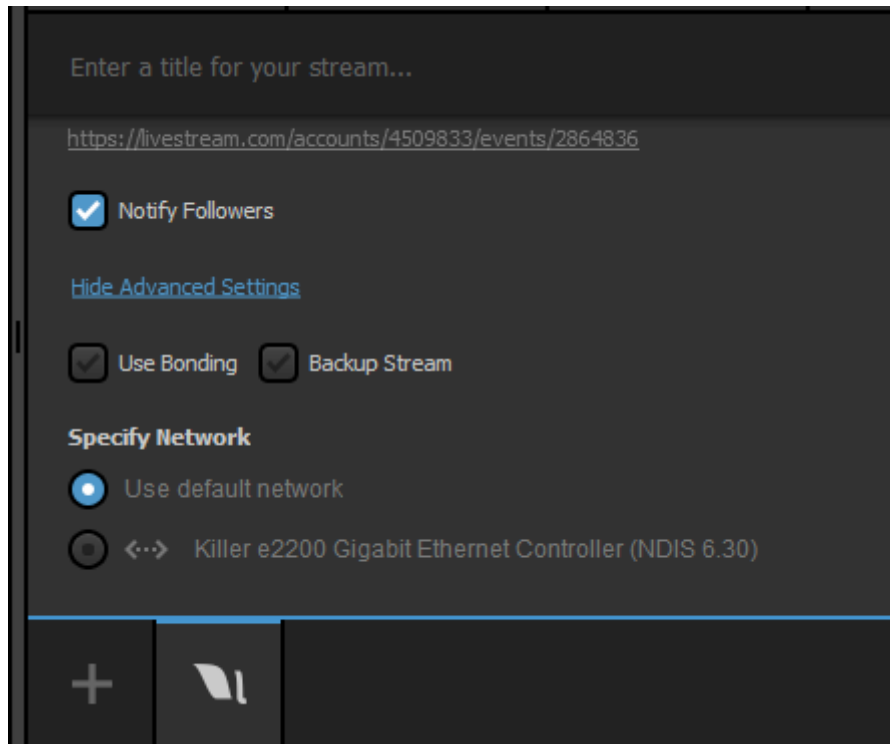 Enter a title for your stream...
https://livestream.com/accounts/4509833/events/2864836
Notify Followers
Hide Advanced Settings
Use Bonding Backup Stream
Specify Network
Use default network
Killer e2200 Gigabit Ethernet Controller (NDIS 6.30)